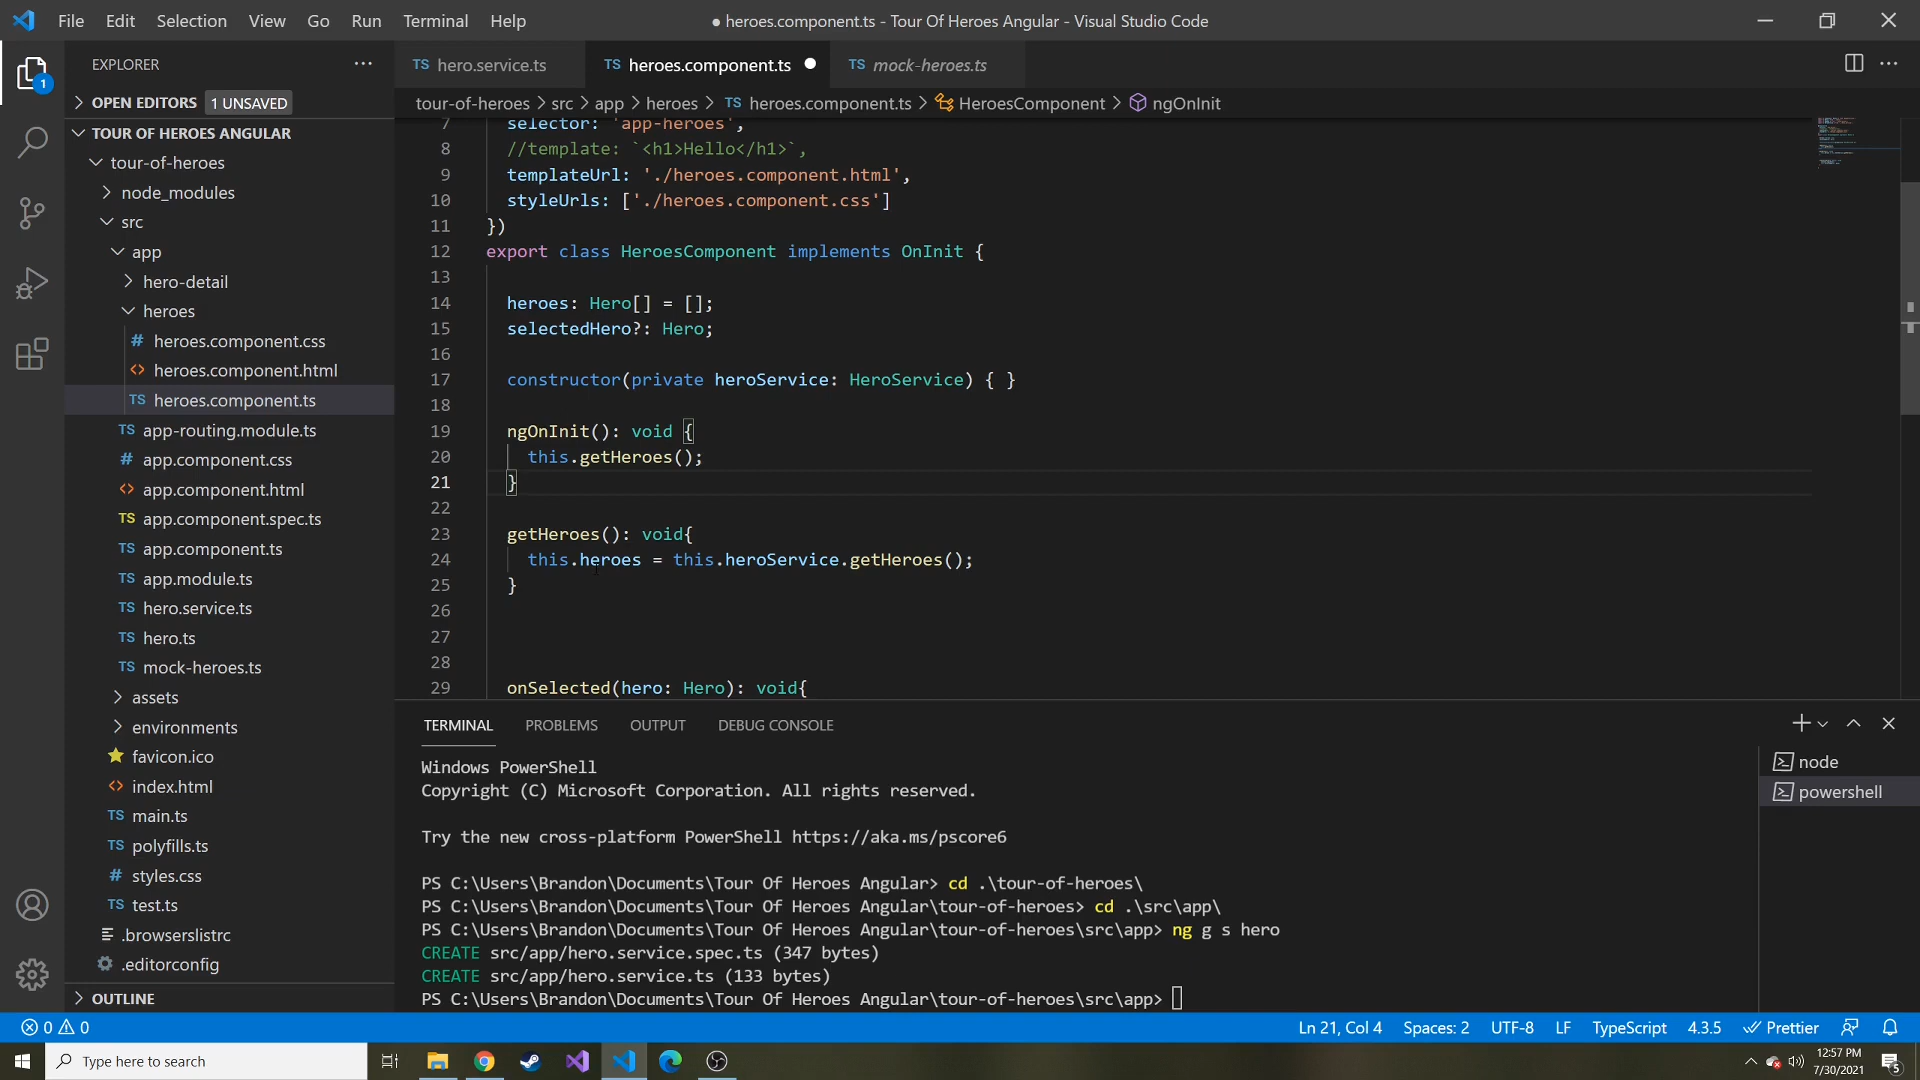 File Edit Selection View Go Run Terminal Help
● heroes.component.ts - Tour Of Heroes Angular - Visual Studio Code
EXPLORER
OPEN EDITORS 1 UNSAVED
TOUR OF HEROES ANGULAR
tour-of-heroes
node_modules
src
app
hero-detail
heroes
# heroes.component.css
<> heroes.component.html
TS heroes.component.ts
TS app-routing.module.ts
# app.component.css
<> app.component.html
TS app.component.spec.ts
TS app.component.ts
TS app.module.ts
TS hero.service.ts
TS hero.ts
TS mock-heroes.ts
assets
environments
favicon.ico
<> index.html
TS main.ts
TS polyfills.ts
# styles.css
TS test.ts
.browserslistrc
.editorconfig
OUTLINE
1
TS hero.service.ts
TS heroes.component.ts
TS mock-heroes.ts
tour-of-heroes > src > app > heroes > TS heroes.component.ts > HeroesComponent > ngOnInit
7 selector: 'app-heroes',
8 //template: `<h1>Hello</h1>`,
9 templateUrl: './heroes.component.html',
10 styleUrls: ['./heroes.component.css']
11 })
12 export class HeroesComponent implements OnInit {
13
14 heroes: Hero[] = [];
15 selectedHero?: Hero;
16
17 constructor(private heroService: HeroService) { }
18
19 ngOnInit(): void {
20 this.getHeroes();
21 }
22
23 getHeroes(): void{
24 this.heroes = this.heroService.getHeroes();
25 }
26
27
28
29 onSelected(hero: Hero): void{
TERMINAL PROBLEMS OUTPUT DEBUG CONSOLE
Windows PowerShell
Copyright (C) Microsoft Corporation. All rights reserved.
Try the new cross-platform PowerShell https://aka.ms/pscore6
PS C:\Users\Brandon\Documents\Tour Of Heroes Angular> cd .\tour-of-heroes\
PS C:\Users\Brandon\Documents\Tour Of Heroes Angular\tour-of-heroes> cd .\src\app\
PS C:\Users\Brandon\Documents\Tour Of Heroes Angular\tour-of-heroes\src\app> ng g s hero
CREATE src/app/hero.service.spec.ts (347 bytes)
CREATE src/app/hero.service.ts (133 bytes)
PS C:\Users\Brandon\Documents\Tour Of Heroes Angular\tour-of-heroes\src\app>
node
powershell
0 0
Ln 21, Col 4 Spaces: 2 UTF-8 LF TypeScript 4.3.5 Prettier
Type here to search
12:57 PM
7/30/2021
5